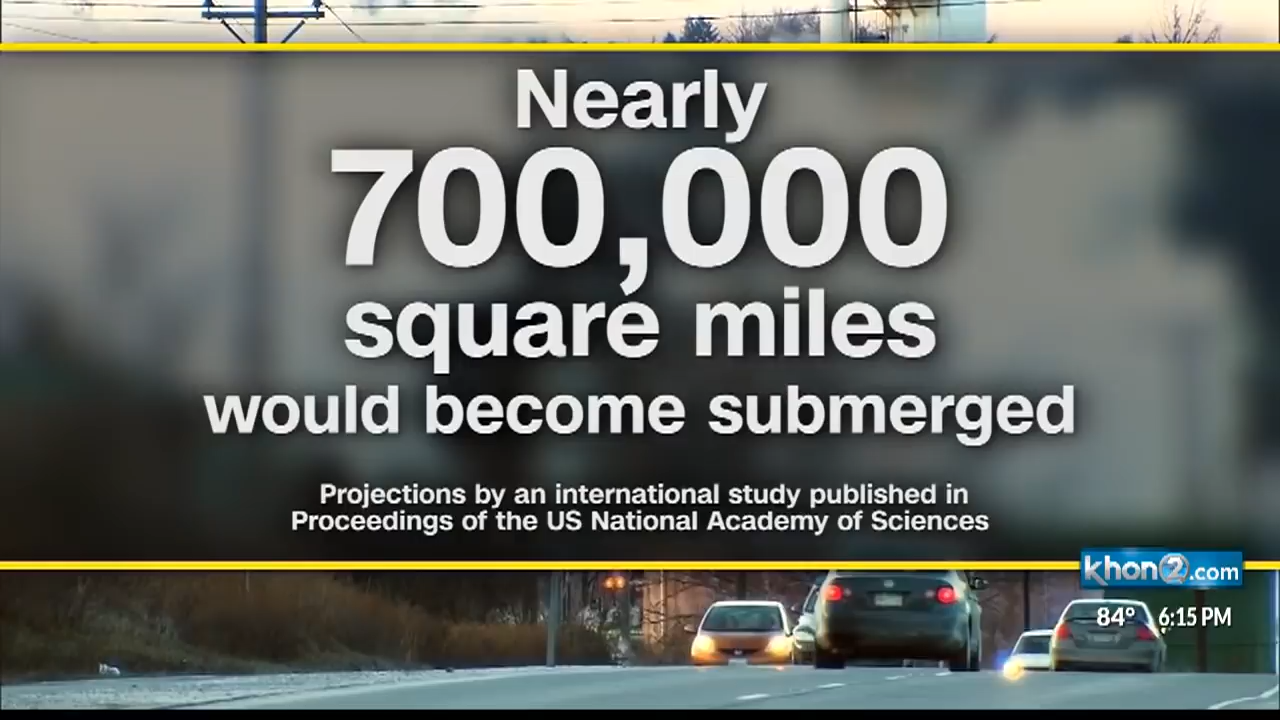 Nearly
700,000
square miles
would become submerged
Projections by an international study published in
Proceedings of the US National Academy of Sciences
khon2.com
84° 6:15 PM